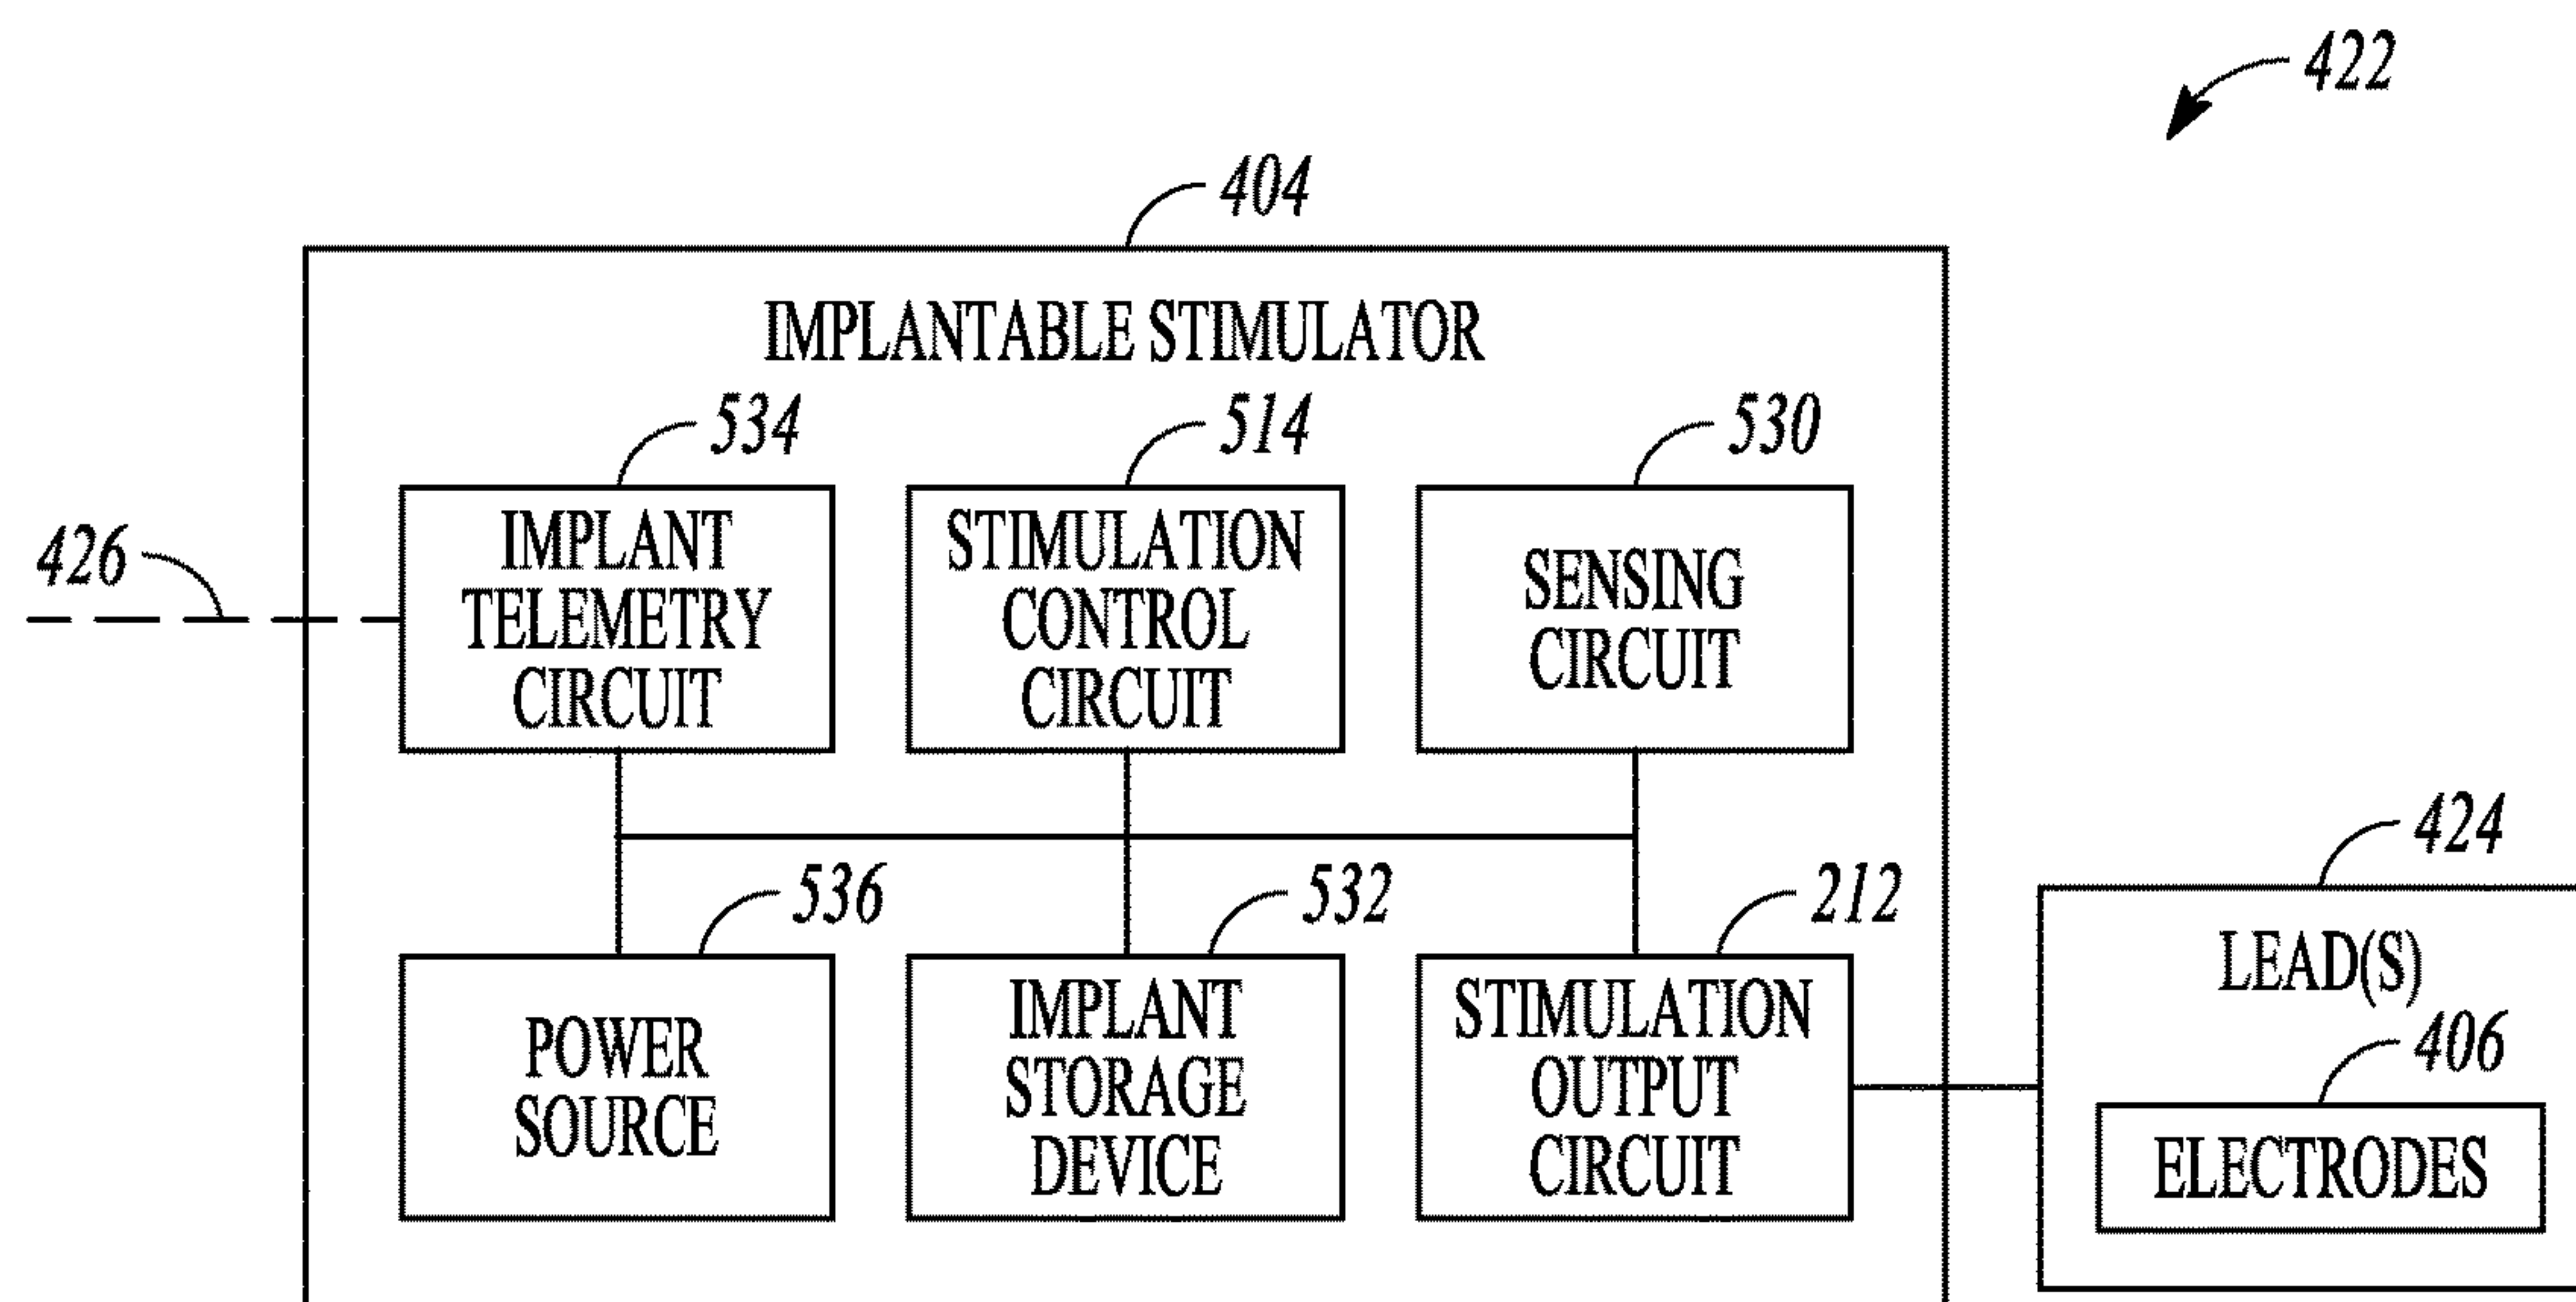 422
404
IMPLANTABLE STIMULATOR
534
514
530
426
IMPLANT
TELEMETRY
CIRCUIT
STIMULATION
CONTROL
CIRCUIT
SENSING
CIRCUIT
536
532
212
424
POWER
SOURCE
IMPLANT
STORAGE
DEVICE
STIMULATION
OUTPUT
CIRCUIT
LEAD(S)
406
ELECTRODES